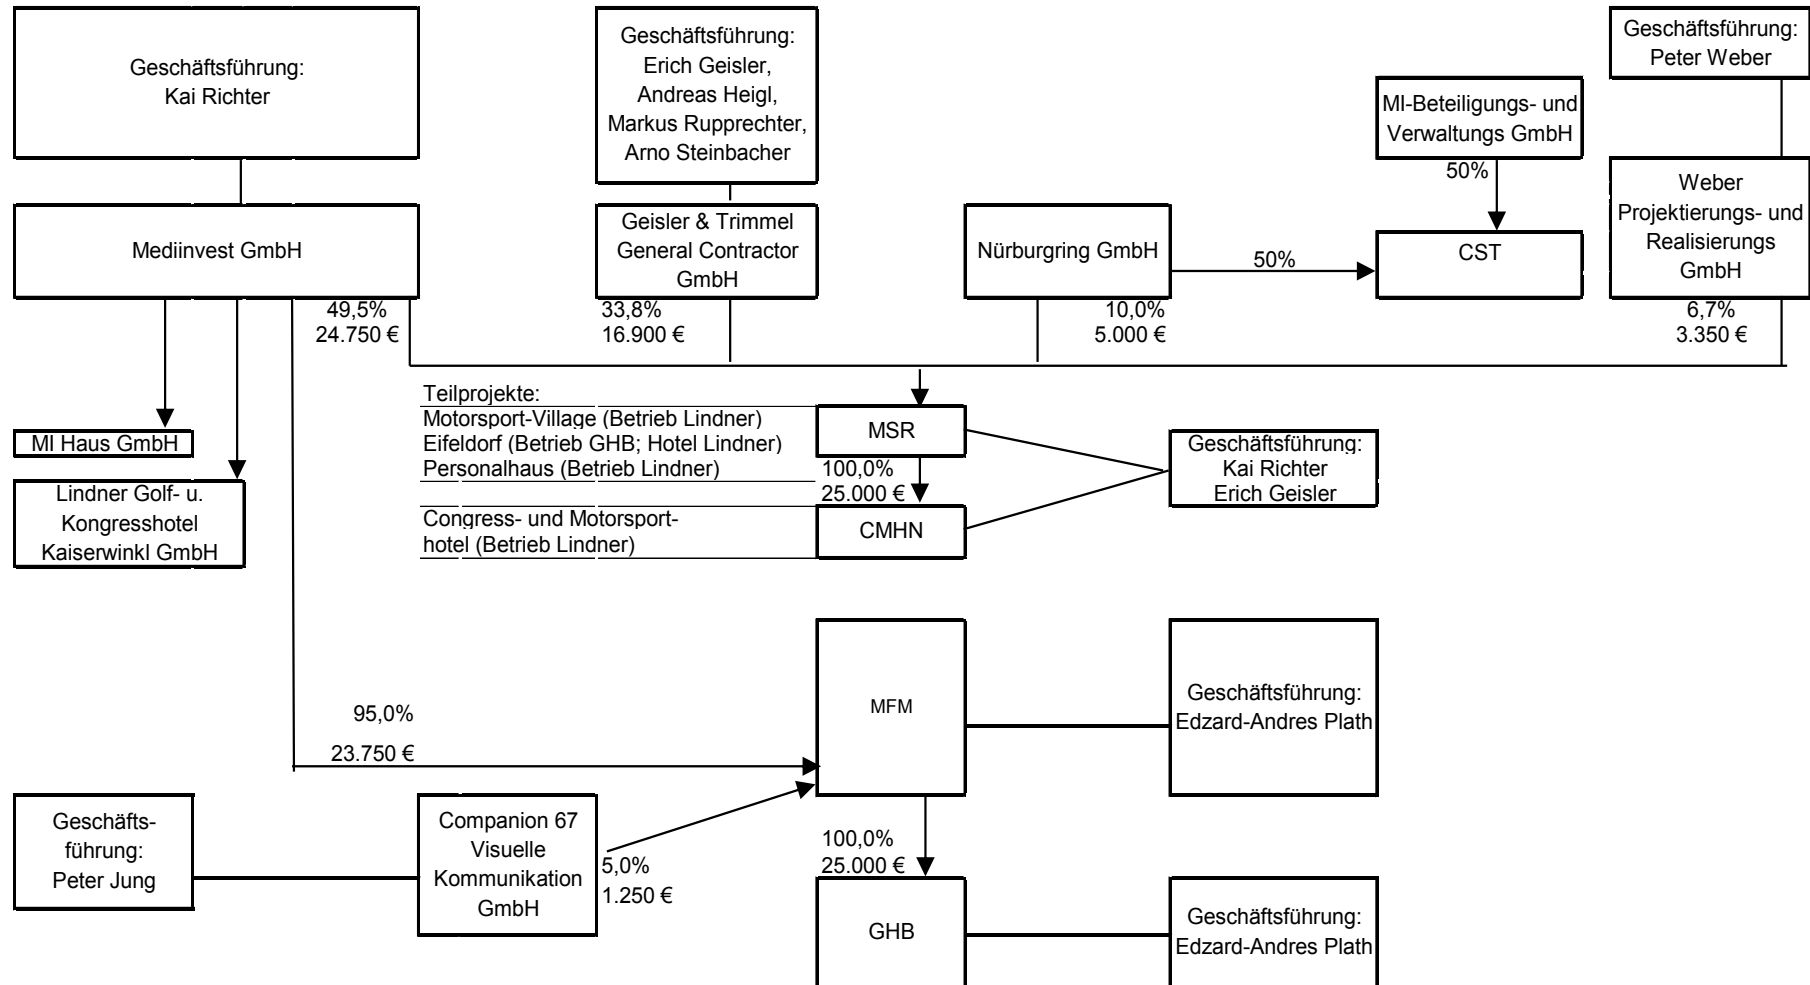 Geschäftsführung:
Kai Richter
Geschäftsführung:
Erich Geisler,
Andreas Heigl,
Markus Rupprechter,
Arno Steinbacher
Geschäftsführung:
Peter Weber
MI-Beteiligungs- und
Verwaltungs GmbH
50%
Mediinvest GmbH
Geisler & Trimmel
General Contractor
GmbH
Nürburgring GmbH
50%
CST
Weber
Projektierungs- und
Realisierungs
GmbH
49,5%
24.750 €
33,8%
16.900 €
10,0%
5.000 €
6,7%
3.350 €
Teilprojekte:
Motorsport-Village (Betrieb Lindner)
Eifeldorf (Betrieb GHB; Hotel Lindner)
Personalhaus (Betrieb Lindner)
MSR
100,0%
25.000 €
Geschäftsführung:
Kai Richter
Erich Geisler
MI Haus GmbH
Lindner Golf- u.
Kongresshotel
Kaiserwinkl GmbH
Congress- und Motorsport-
hotel (Betrieb Lindner)
CMHN
95,0%
23.750 €
MFM
Geschäftsführung:
Edzard-Andres Plath
Geschäfts-
führung:
Peter Jung
Companion 67
Visuelle
Kommunikation
GmbH
5,0%
1.250 €
100,0%
25.000 €
GHB
Geschäftsführung:
Edzard-Andres Plath